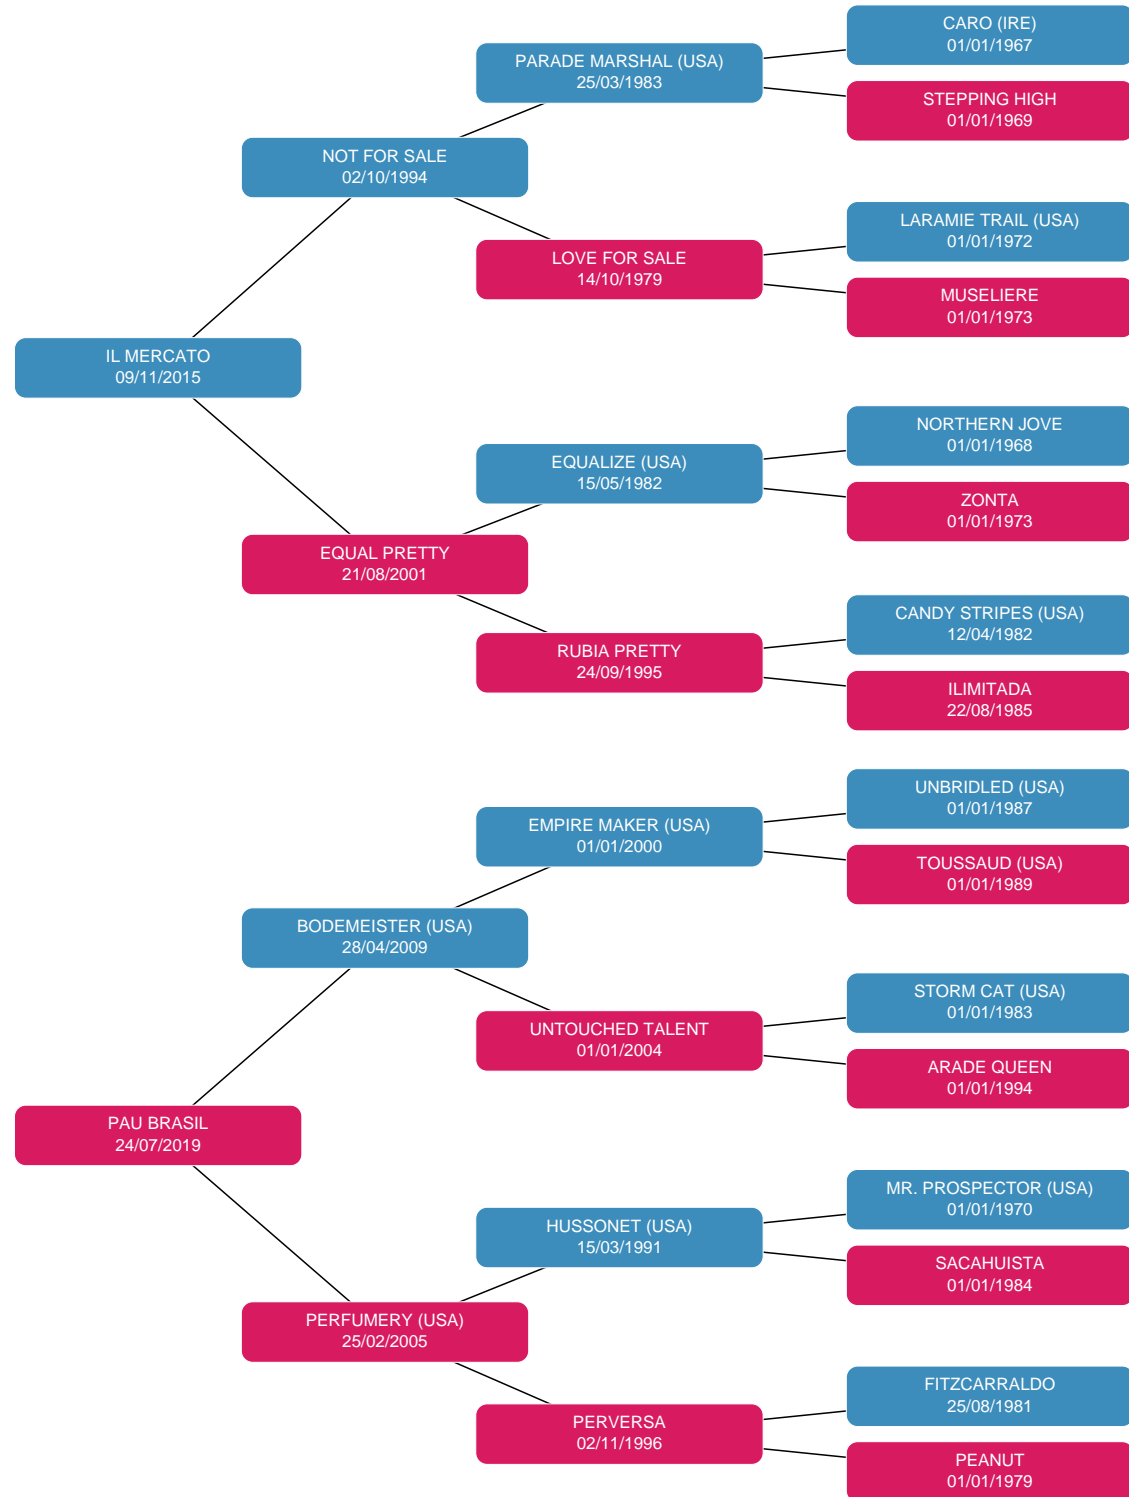 CARO (IRE)
01/01/1967
PARADE MARSHAL (USA)
25/03/1983
STEPPING HIGH
01/01/1969
NOT FOR SALE
02/10/1994
LARAMIE TRAIL (USA)
01/01/1972
LOVE FOR SALE
14/10/1979
MUSELIERE
01/01/1973
IL MERCATO
09/11/2015
NORTHERN JOVE
01/01/1968
EQUALIZE (USA)
15/05/1982
ZONTA
01/01/1973
EQUAL PRETTY
21/08/2001
CANDY STRIPES (USA)
12/04/1982
RUBIA PRETTY
24/09/1995
ILIMITADA
22/08/1985
UNBRIDLED (USA)
01/01/1987
EMPIRE MAKER (USA)
01/01/2000
TOUSSAUD (USA)
01/01/1989
BODEMEISTER (USA)
28/04/2009
STORM CAT (USA)
01/01/1983
UNTOUCHED TALENT
01/01/2004
ARADE QUEEN
01/01/1994
PAU BRASIL
24/07/2019
MR. PROSPECTOR (USA)
01/01/1970
HUSSONET (USA)
15/03/1991
SACAHUISTA
01/01/1984
PERFUMERY (USA)
25/02/2005
FITZCARRALDO
25/08/1981
PERVERSA
02/11/1996
PEANUT
01/01/1979